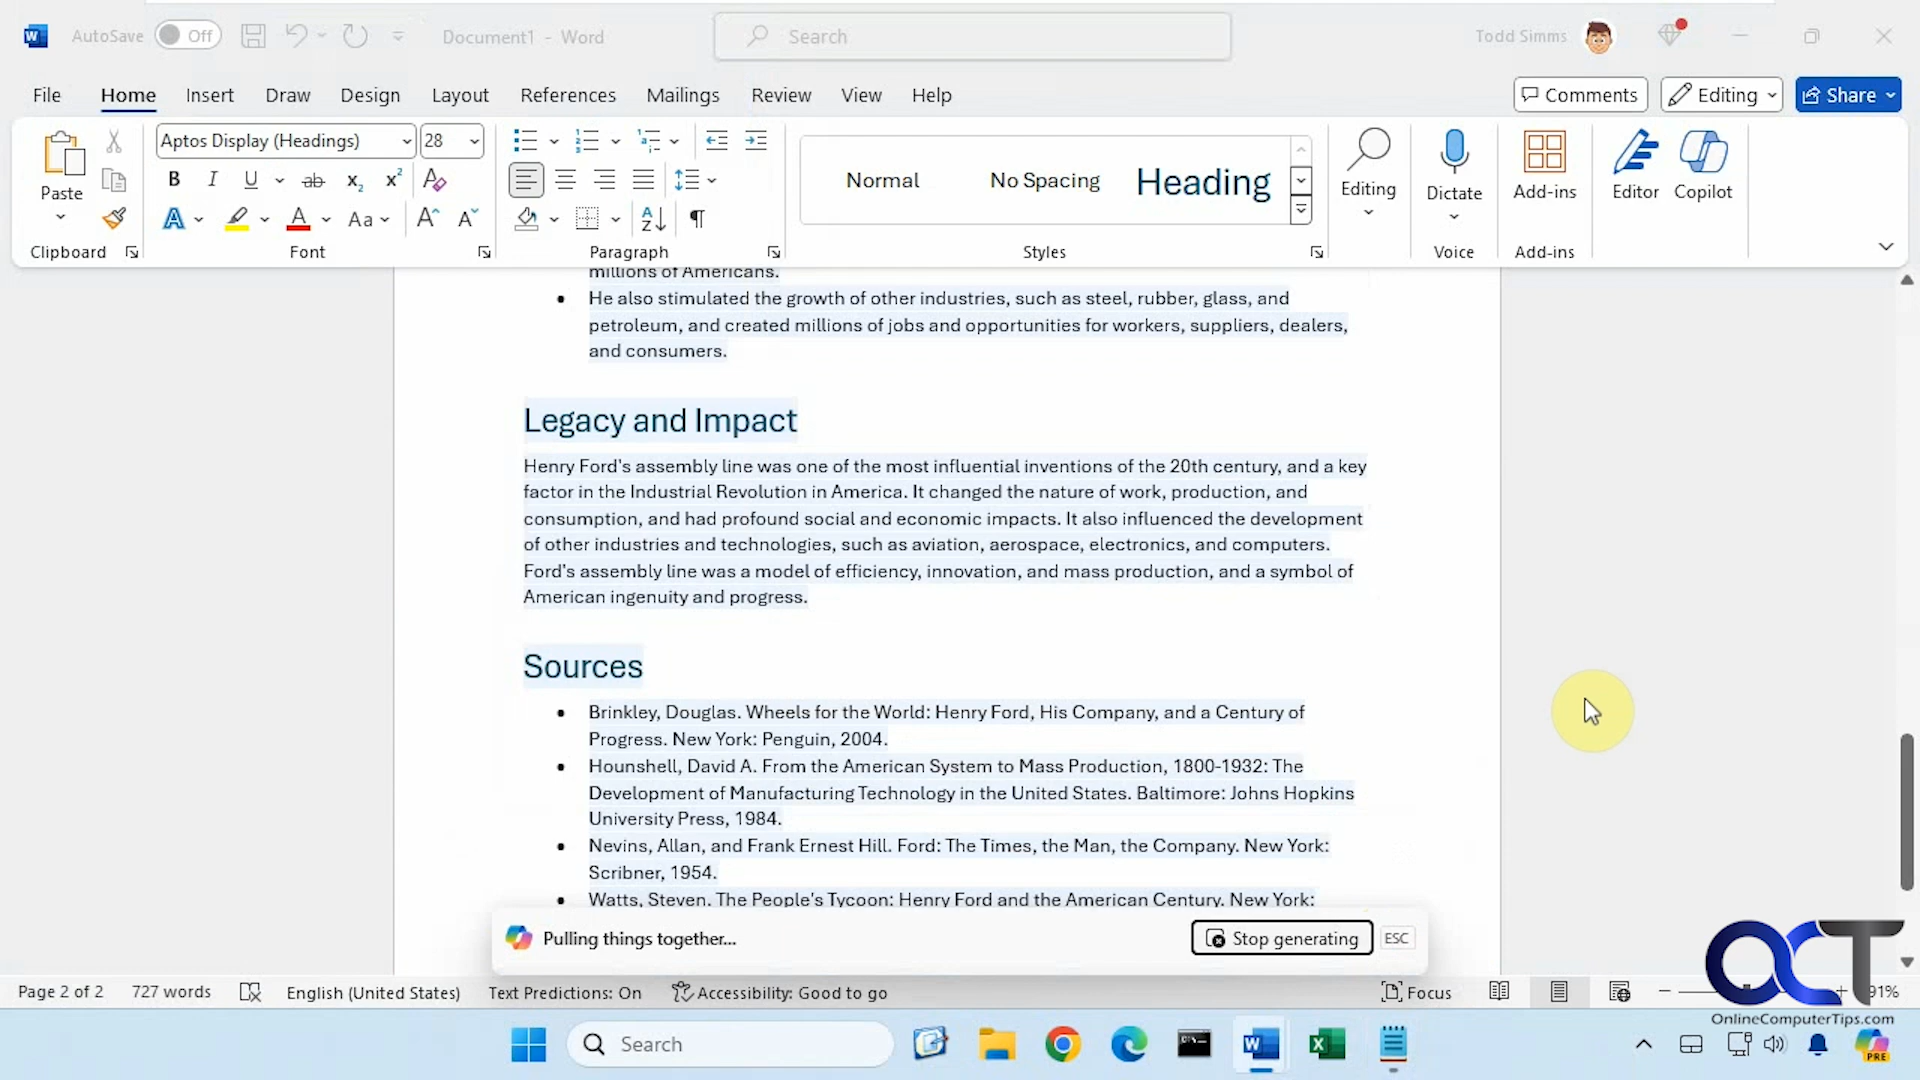 AutoSave Off Document1 - Word Search Todd Simms
File Home Insert Draw Design Layout References Mailings Review View Help Comments Editing Share
Aptos Display (Headings) 28
Paste
Normal No Spacing Heading
Editing Dictate Add-ins Editor Copilot
Clipboard Font Paragraph Styles Voice Add-ins
millions of Americans.
• He also stimulated the growth of other industries, such as steel, rubber, glass, and
petroleum, and created millions of jobs and opportunities for workers, suppliers, dealers,
and consumers.
Legacy and Impact
Henry Ford's assembly line was one of the most influential inventions of the 20th century, and a key
factor in the Industrial Revolution in America. It changed the nature of work, production, and
consumption, and had profound social and economic impacts. It also influenced the development
of other industries and technologies, such as aviation, aerospace, electronics, and computers.
Ford's assembly line was a model of efficiency, innovation, and mass production, and a symbol of
American ingenuity and progress.
Sources
• Brinkley, Douglas. Wheels for the World: Henry Ford, His Company, and a Century of
Progress. New York: Penguin, 2004.
• Hounshell, David A. From the American System to Mass Production, 1800-1932: The
Development of Manufacturing Technology in the United States. Baltimore: Johns Hopkins
University Press, 1984.
• Nevins, Allan, and Frank Ernest Hill. Ford: The Times, the Man, the Company. New York:
Scribner, 1954.
• Watts, Steven. The People's Tycoon: Henry Ford and the American Century. New York:
Pulling things together... Stop generating ESC
Page 2 of 2 727 words English (United States) Text Predictions: On Accessibility: Good to go Focus 91%
OCT
OnlineComputerTips.com
Search
PRE